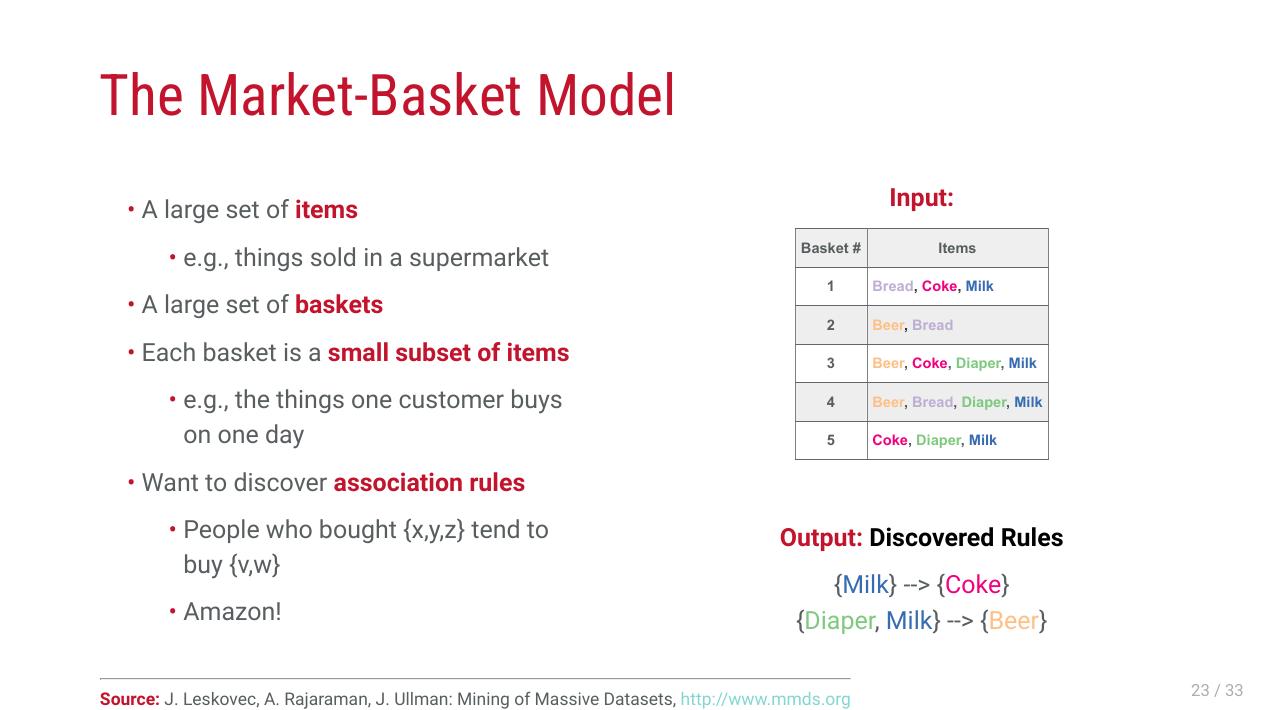 The Market-Basket Model
• A large set of items
• e.g., things sold in a supermarket
• A large set of baskets
• Each basket is a small subset of items
• e.g., the things one customer buys
on one day
• Want to discover association rules
• People who bought {x,y,z} tend to
buy {v,w}
• Amazon!
Input:
Basket # Items
1 Bread, Coke, Milk
2 Beer, Bread
3 Beer, Coke, Diaper, Milk
4 Beer, Bread, Diaper, Milk
5 Coke, Diaper, Milk
Output: Discovered Rules
{Milk} --> {Coke}
{Diaper, Milk} --> {Beer}
Source: J. Leskovec, A. Rajaraman, J. Ullman: Mining of Massive Datasets, http://www.mmds.org
23 / 33